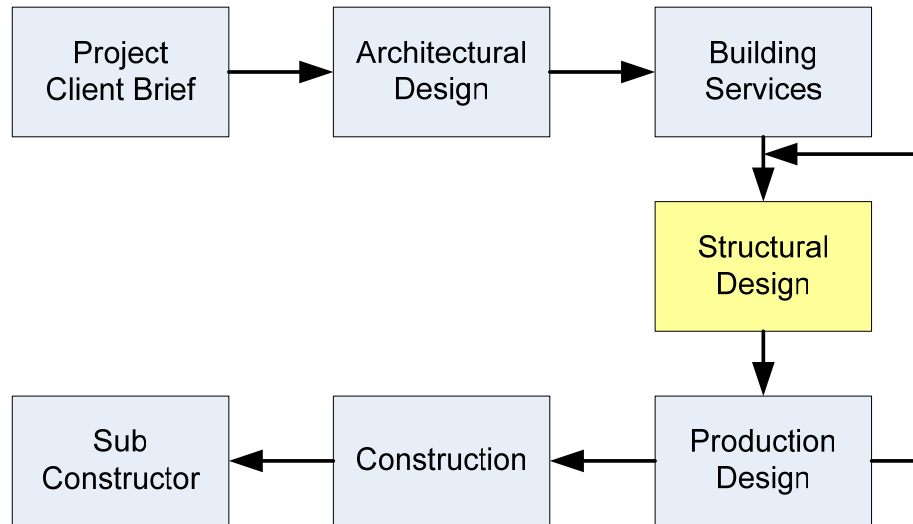 Project
Client Brief
Architectural
Design
Building
Services
Structural
Design
Sub
Constructor
Construction
Production
Design